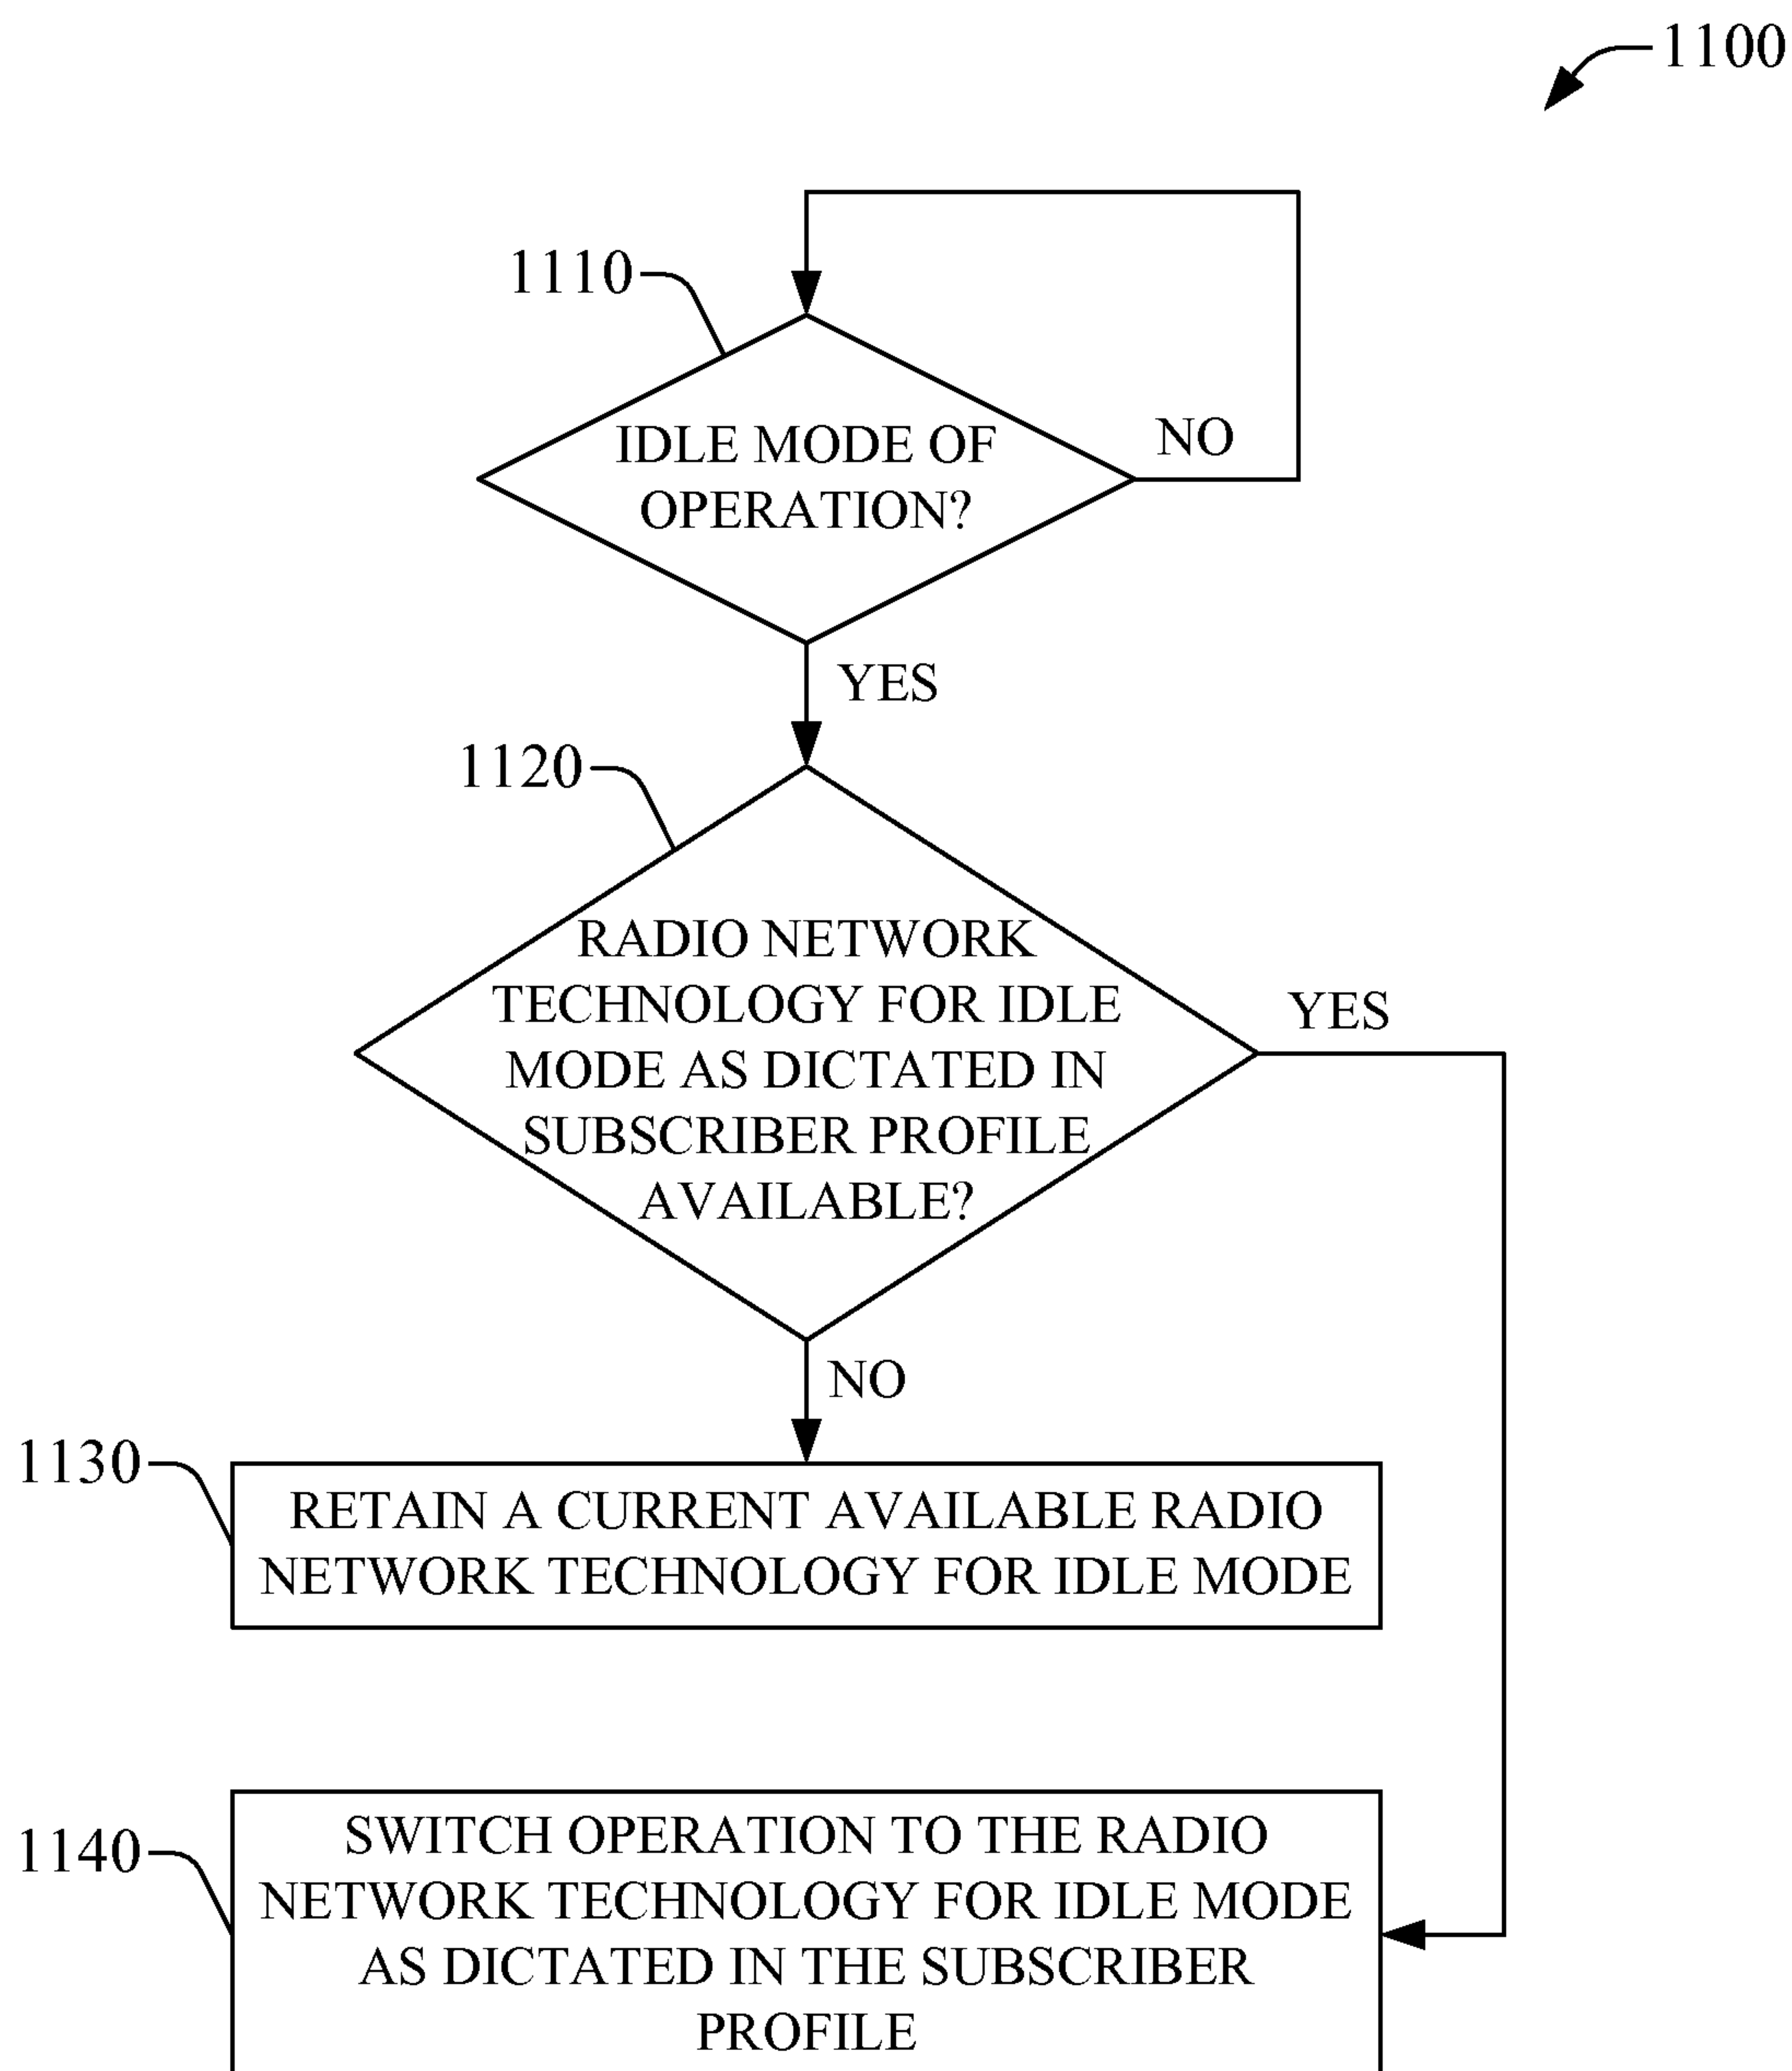 1100
1110
IDLE MODE OF
OPERATION?
NO
YES
1120
RADIO NETWORK
TECHNOLOGY FOR IDLE
MODE AS DICTATED IN
SUBSCRIBER PROFILE
AVAILABLE?
YES
NO
1130
RETAIN A CURRENT AVAILABLE RADIO
NETWORK TECHNOLOGY FOR IDLE MODE
1140
SWITCH OPERATION TO THE RADIO
NETWORK TECHNOLOGY FOR IDLE MODE
AS DICTATED IN THE SUBSCRIBER
PROFILE